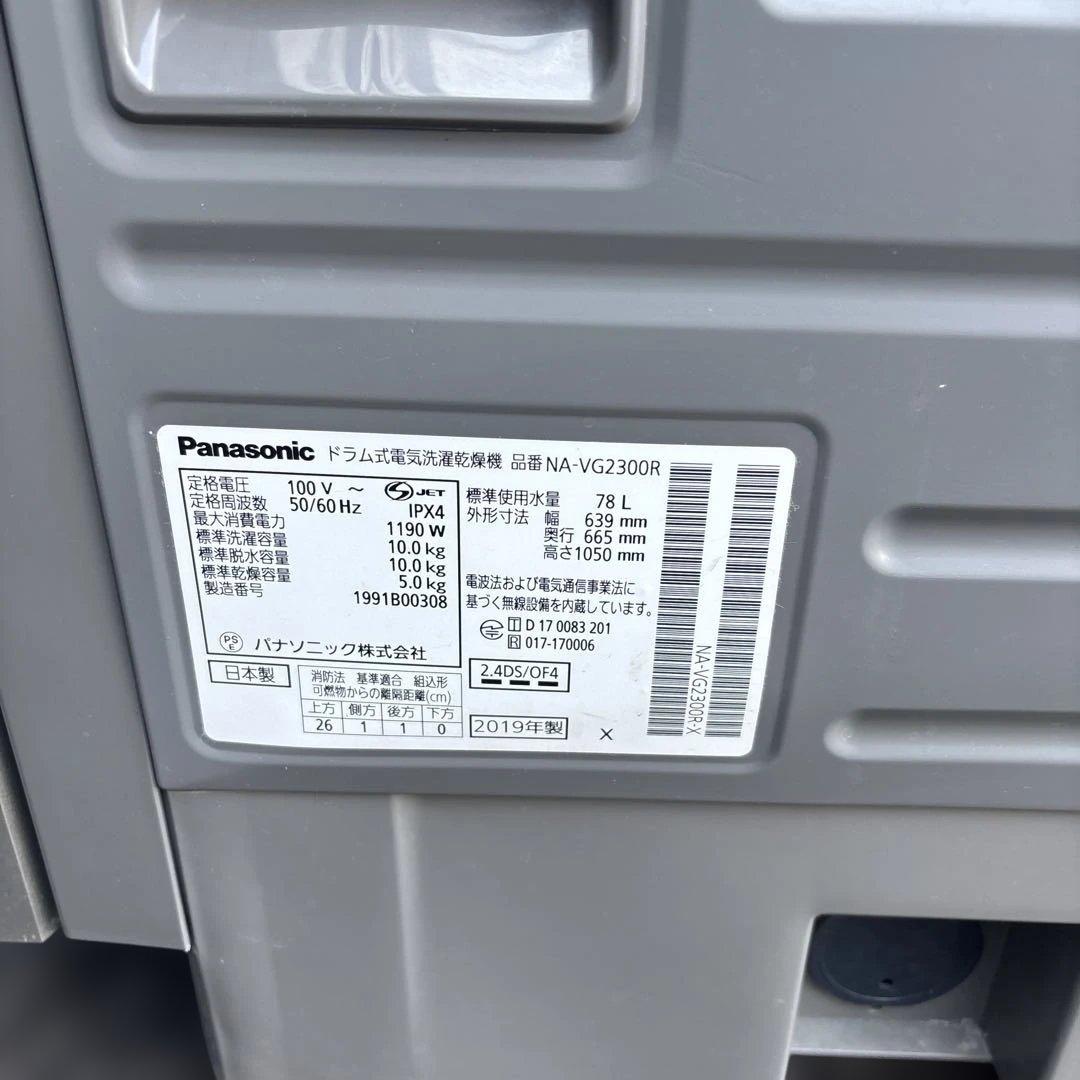 Panasonic ドラム式電気洗濯乾燥機 品番 NA-VG2300R
定格電圧 100 V ～ S JET
定格周波数 50/60 Hz IPX4
最大消費電力 1190 W
標準洗濯容量 10.0 kg
標準脱水容量 10.0 kg
標準乾燥容量 5.0 kg
製造番号 1991B00308
PS E パナソニック株式会社
標準使用水量 78 L
外形寸法 幅 639 mm
奥行 665 mm
高さ 1050 mm
電波法および電気通信事業法に
基づく無線設備を内蔵しています。
T D 17 0083 201
R 017-170006
日本製
消防法 基準適合 組込形
可燃物からの離隔距離(cm)
上方 側方 後方 下方
26 1 1 0
2.4DS/OF4
2019年製
X
NA-VG2300R-X